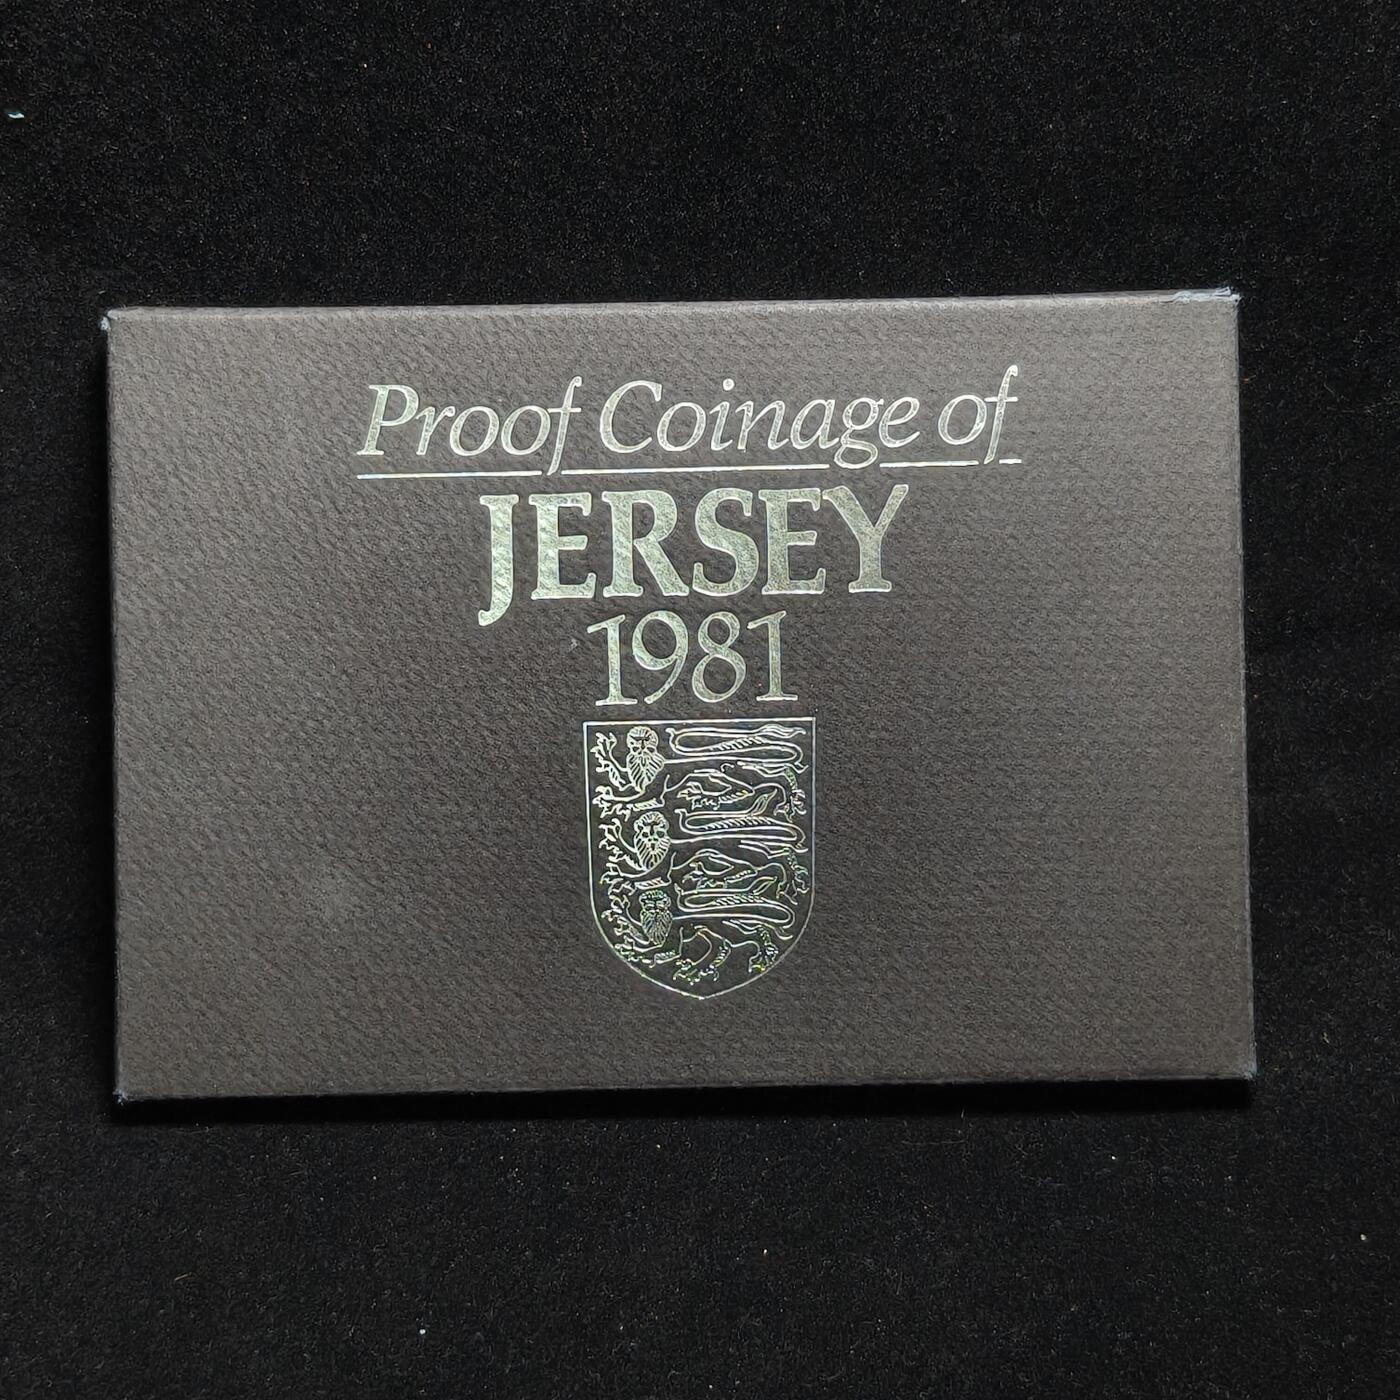 Proof Coinage of
JERSEY
1981